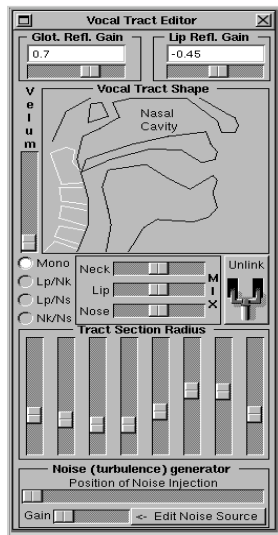 Vocal Tract Editor
Glot. Refl. Gain
Lip Refl. Gain
0.7
-0.45
Velum
Vocal Tract Shape
Nasal
Cavity
Mono
Lp/Nk
Lp/Ns
Nk/Ns
Neck
Lip
Nose
MIX
Unlink
Tract Section Radius
Noise (turbulence) generator
Position of Noise Injection
Gain
<- Edit Noise Source